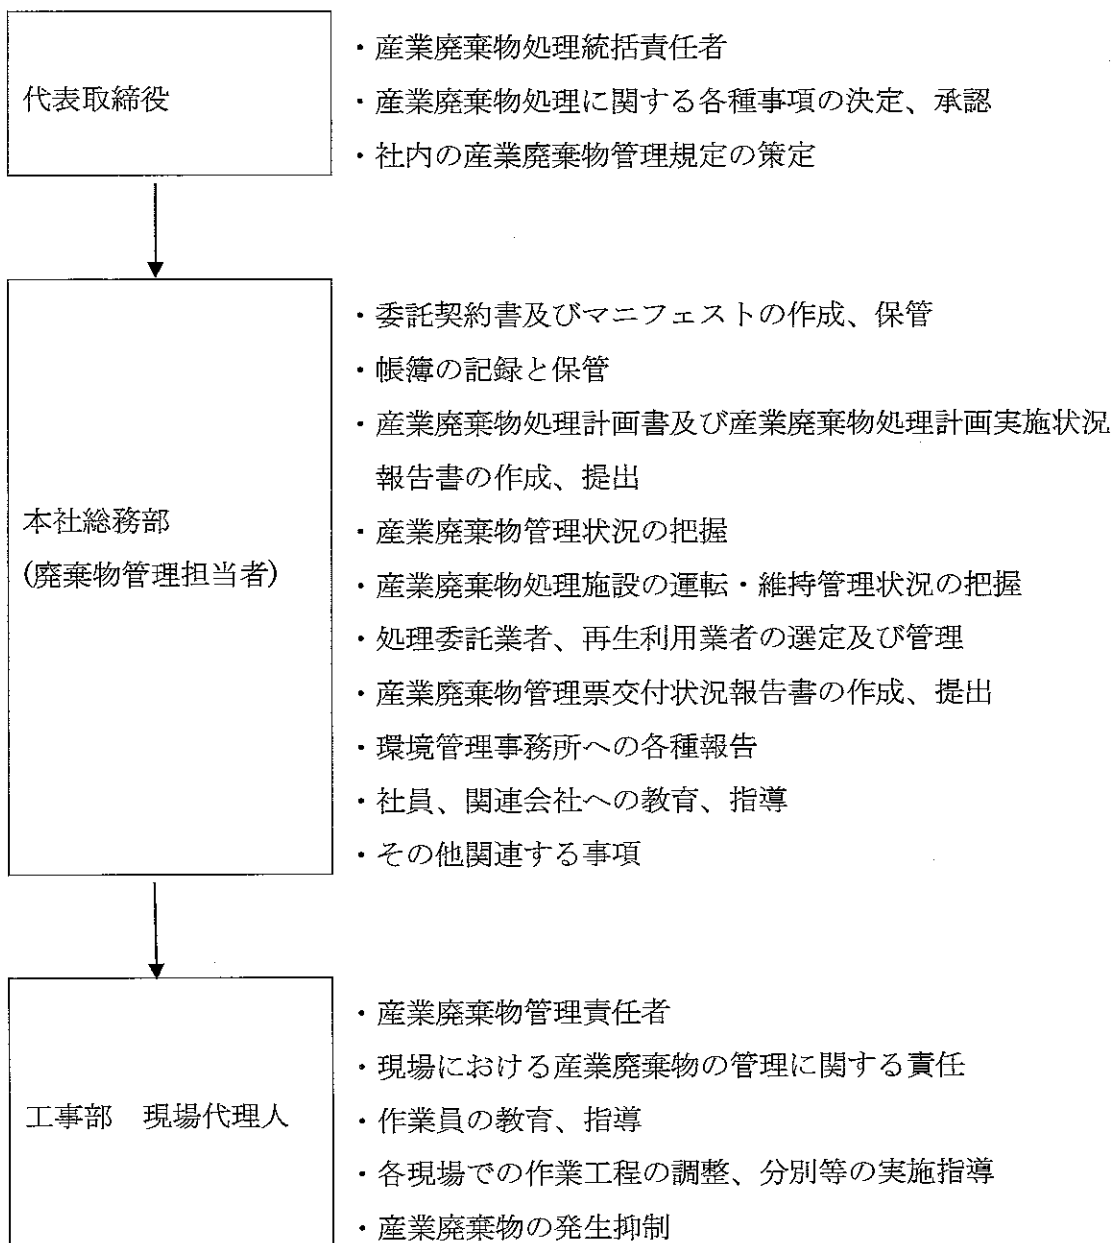 代表取締役
・産業廃棄物処理統括責任者
・産業廃棄物処理に関する各種事項の決定、承認
・社内の産業廃棄物管理規定の策定
本社総務部
(廃棄物管理担当者)
・委託契約書及びマニフェストの作成、保管
・帳簿の記録と保管
・産業廃棄物処理計画書及び産業廃棄物処理計画実施状況
報告書の作成、提出
・産業廃棄物管理状況の把握
・産業廃棄物処理施設の運転・維持管理状況の把握
・処理委託業者、再生利用業者の選定及び管理
・産業廃棄物管理票交付状況報告書の作成、提出
・環境管理事務所への各種報告
・社員、関連会社への教育、指導
・その他関連する事項
工事部　現場代理人
・産業廃棄物管理責任者
・現場における産業廃棄物の管理に関する責任
・作業員の教育、指導
・各現場での作業工程の調整、分別等の実施指導
・産業廃棄物の発生抑制